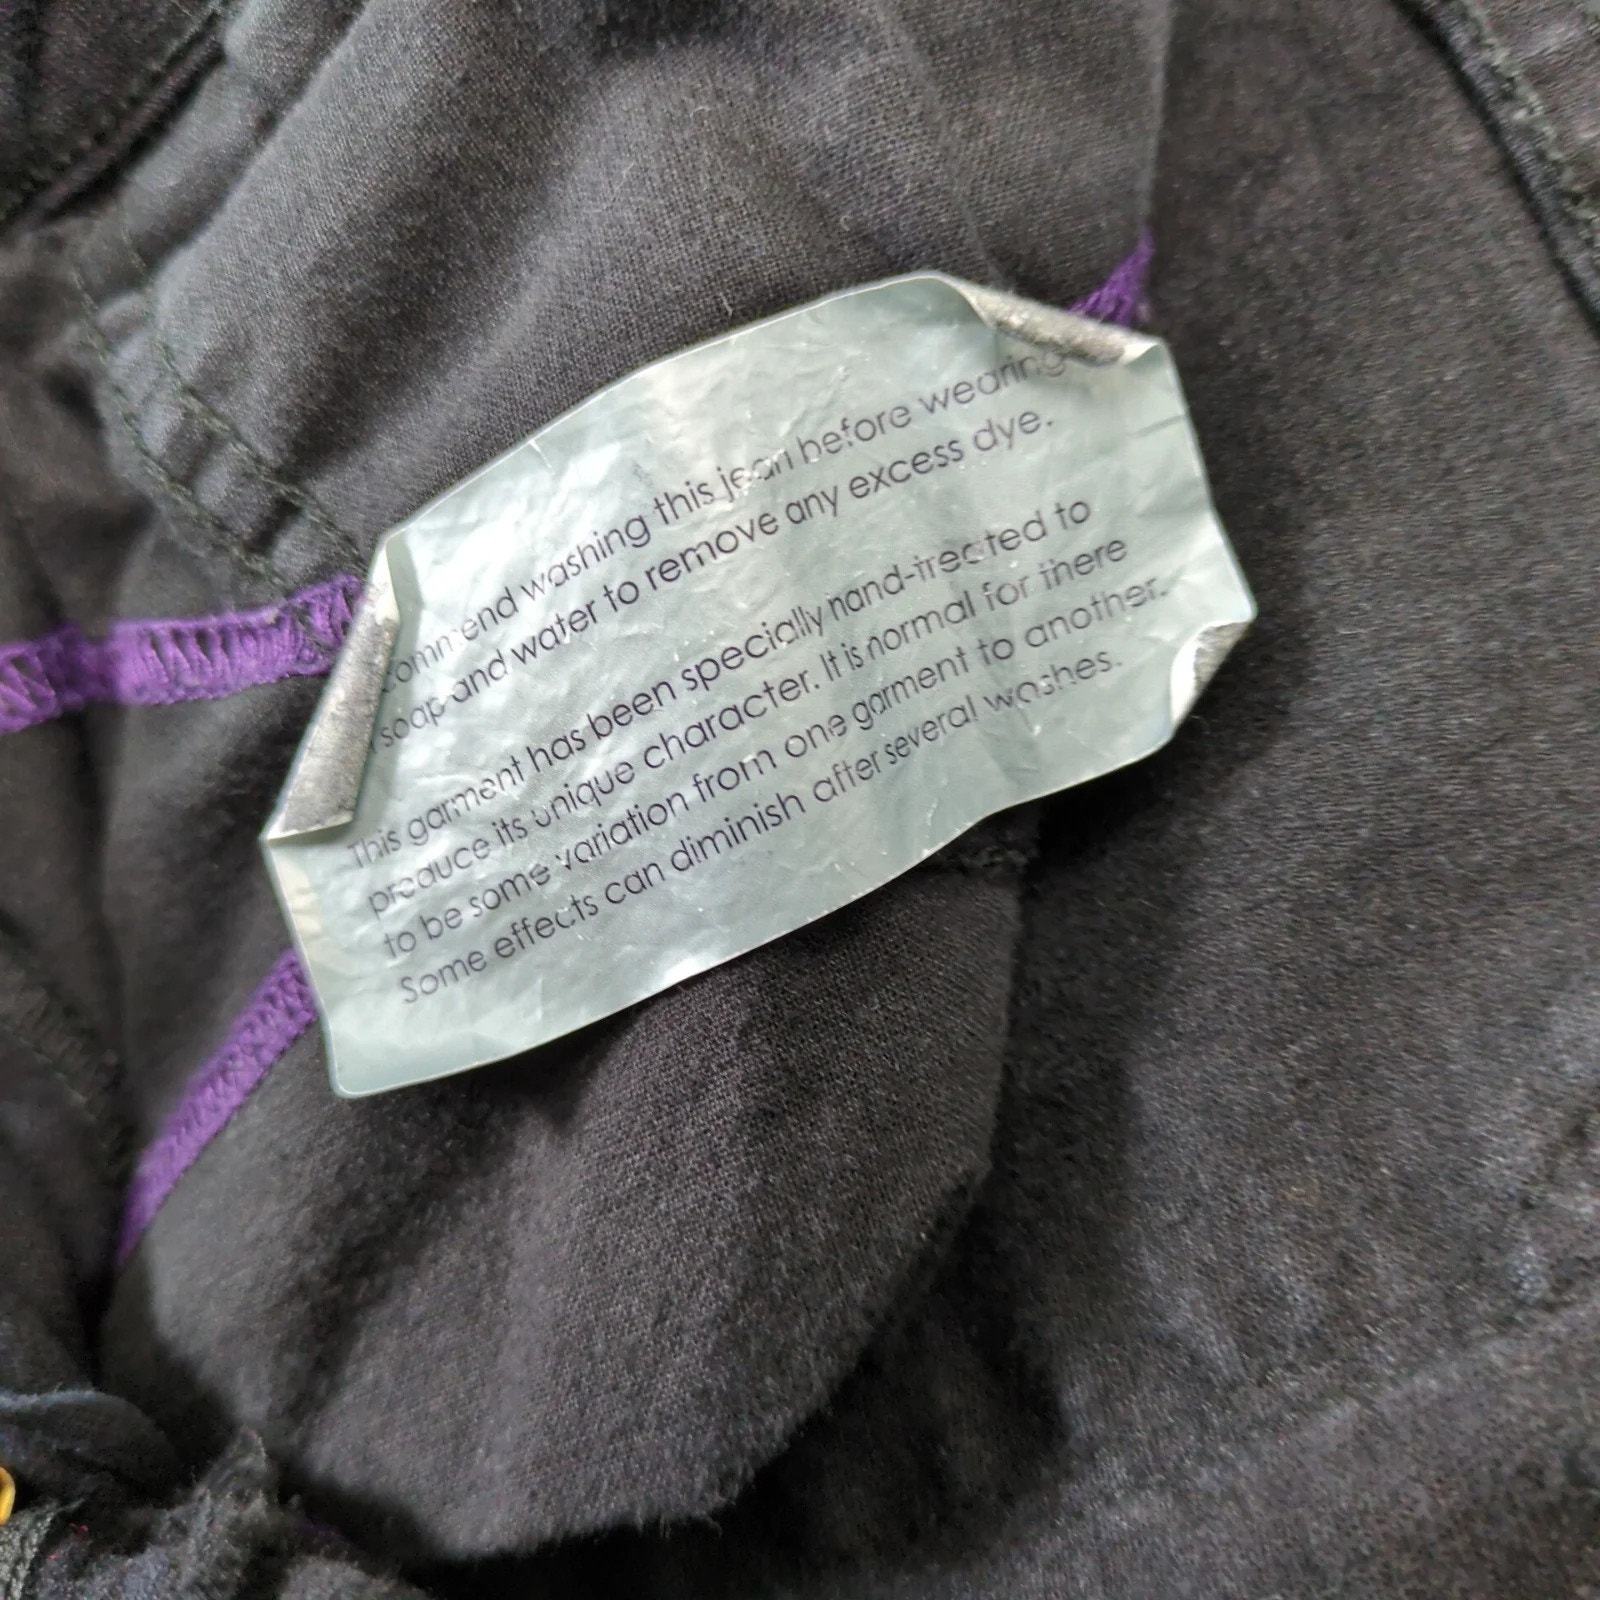 commend washing this jean before wearing
soap and water to remove any excess dye.
This garment has been specially hand-treated to
produce its unique character. It is normal for there
to be some variation from one garment to another.
Some effects can diminish after several washes.